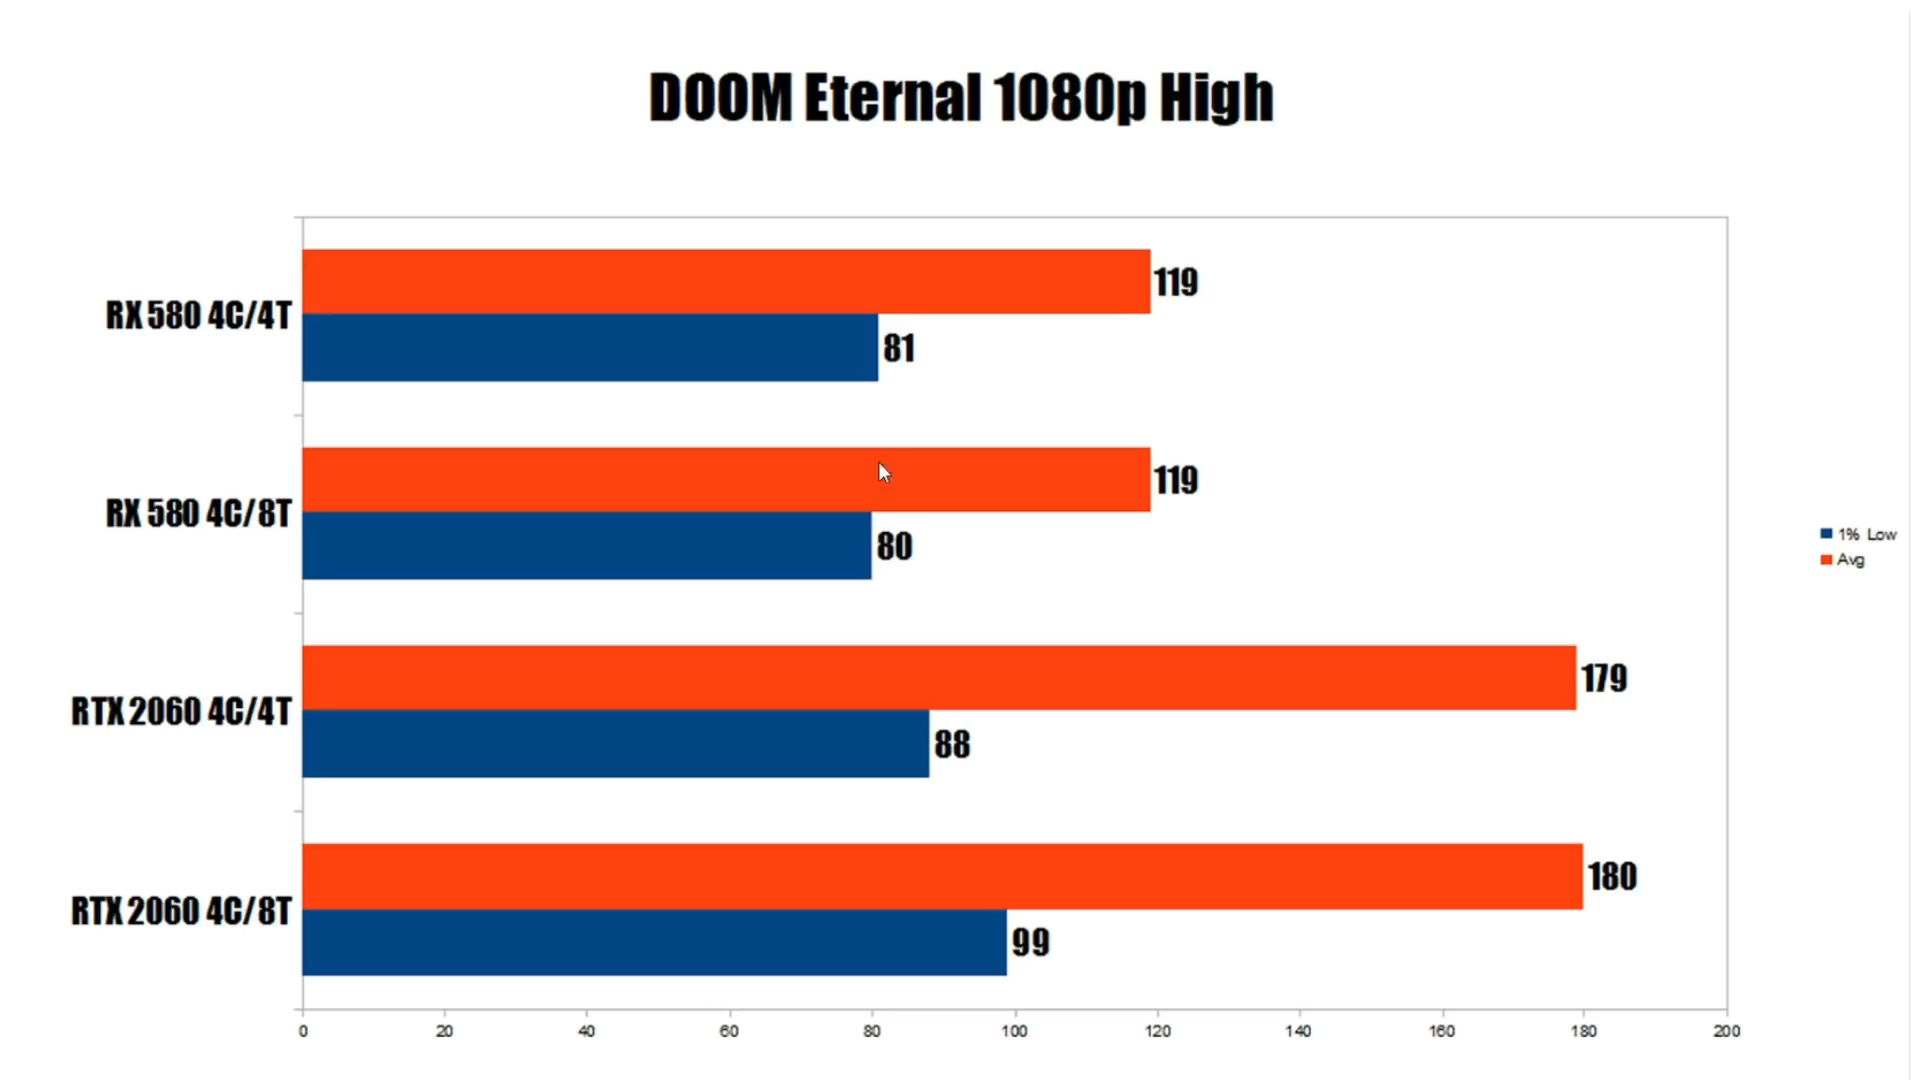 DOOM Eternal 1080p High
RX 580 4C/4T
119
81
RX 580 4C/8T
119
80
RTX 2060 4C/4T
179
88
RTX 2060 4C/8T
180
99
0 20 40 60 80 100 120 140 160 180 200
1% Low
Avg